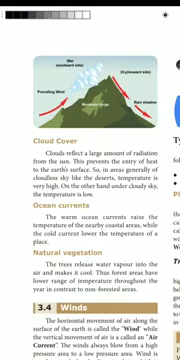 Wet
(windward side)
Dry(leeward side)
Prevailing Wind
Mountain range
Rain shadow
Cloud Cover
Clouds reflect a large amount of radiation
from the sun. This prevents the entry of heat
to the earth's surface. So, in areas generally of
cloudless sky like the deserts, temperature is
very high. On the other hand under cloudy sky,
the temperature is low.
Ocean currents
The warm ocean currents raise the
temperature of the nearby coastal areas, while
the cold current lower the temperature of a
place.
Natural vegetation
The trees release water vapour into the
air and makes it cool. Thus forest areas have
lower range of temperature throughout the
year in contrast to non-forested areas.
3.4 Winds
The horizontal movement of air along the
surface of the earth is called the 'Wind' while
the vertical movement of air is called an "Air
Current". The winds always blow from a high
pressure area to a low pressure area. Wind is